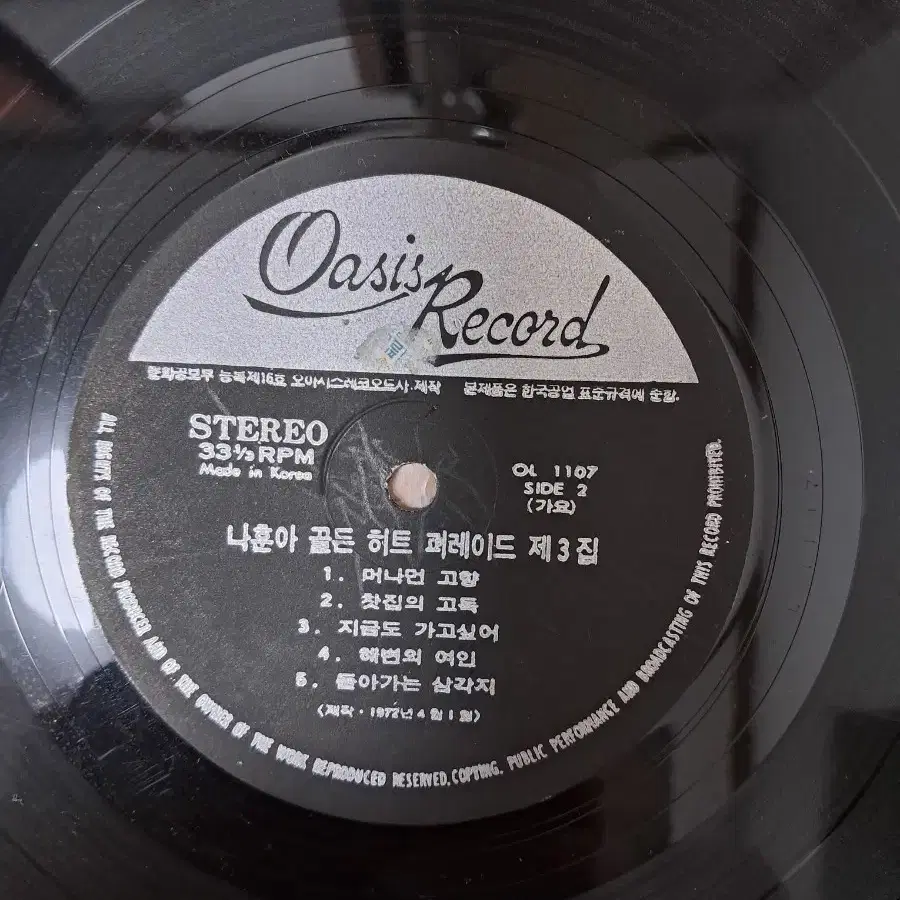 Oasis
Record
문화공보부 등록제16호 오아시스레코오드사.제작 본제품은 한국공업 표준규격에 순함.
STEREO
33⅓ RPM
Made in Korea
OL 1107
SIDE 2
(가요)
나훈아 골든 히트 퍼레이드 제3집
1. 머나먼 고향
2. 찻집의 고독
3. 지금도 가고싶어
4. 해변의 여인
5. 돌아가는 삼각지
(제작·1972년 4월 1일)
ALL RIGHTS OF THE RECORD PRODUCER AND OF THE OWNER OF THE WORK REPRODUCED RESERVED. COPYING, PUBLIC PERFORMANCE AND BROADCASTING OF THIS RECORD PROHIBITED.